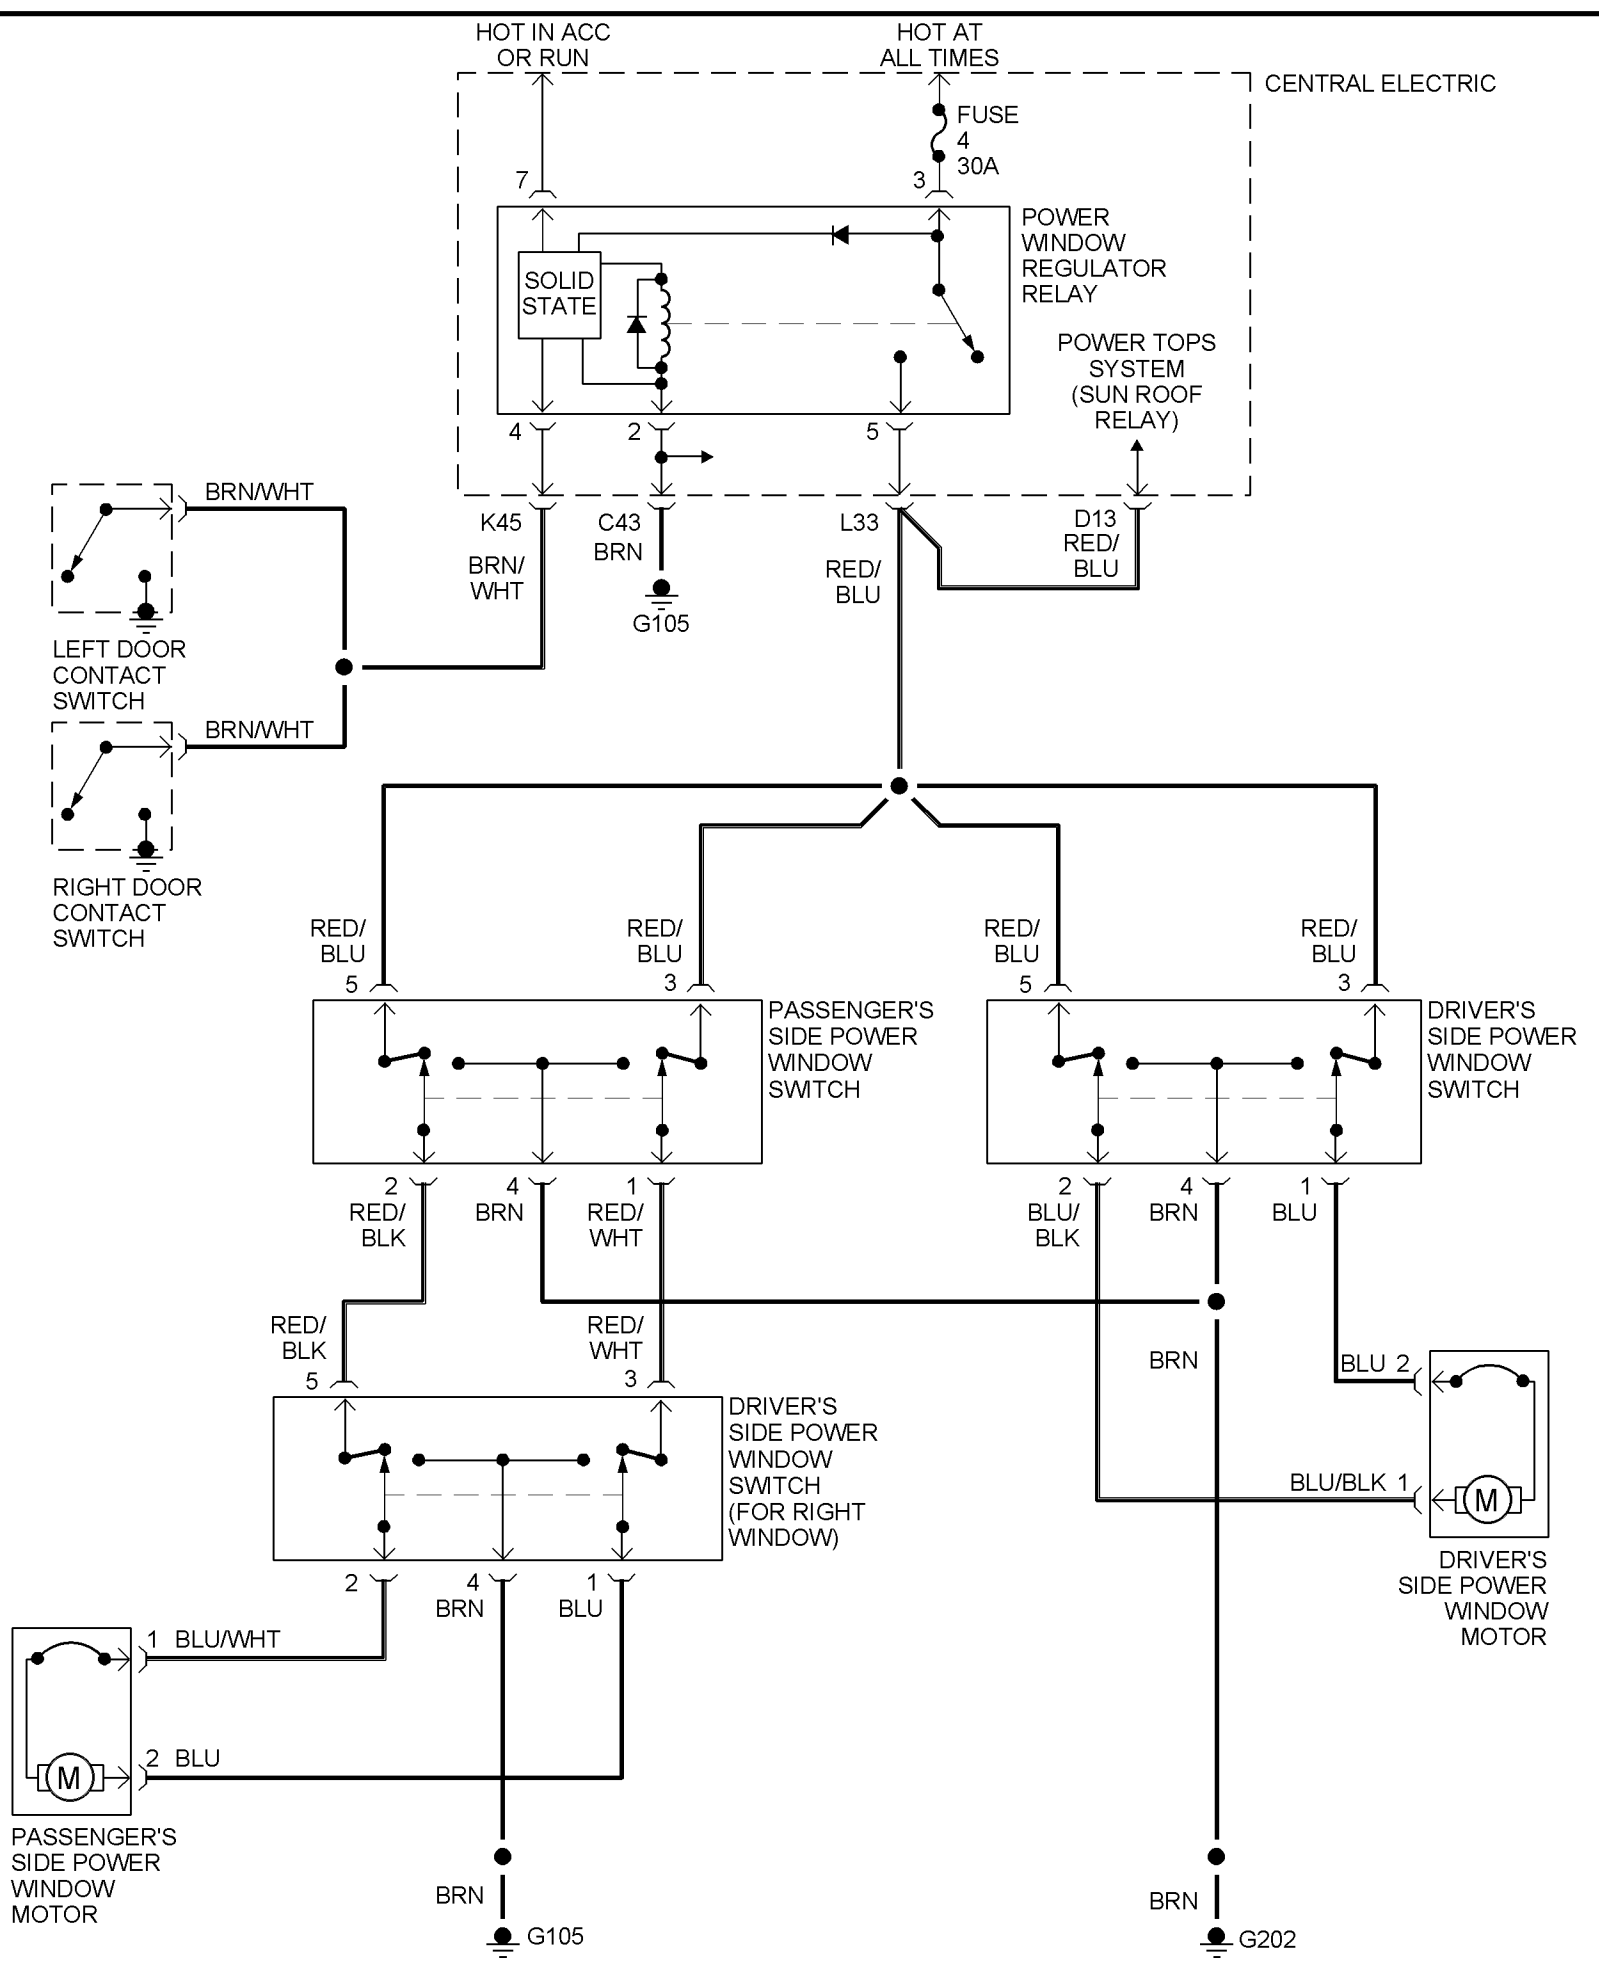 HOT IN ACC
OR RUN
HOT AT
ALL TIMES
CENTRAL ELECTRIC
FUSE
4
30A
7
3
POWER
WINDOW
REGULATOR
RELAY
SOLID
STATE
POWER TOPS
SYSTEM
(SUN ROOF
RELAY)
4
2
5
K45
C43
L33
D13
BRN/
WHT
BRN
RED/
BLU
RED/
BLU
G105
BRN/WHT
LEFT DOOR
CONTACT
SWITCH
BRN/WHT
RIGHT DOOR
CONTACT
SWITCH
RED/
BLU
5
RED/
BLU
3
RED/
BLU
5
RED/
BLU
3
PASSENGER'S
SIDE POWER
WINDOW
SWITCH
DRIVER'S
SIDE POWER
WINDOW
SWITCH
2
RED/
BLK
4
BRN
1
RED/
WHT
2
BLU/
BLK
4
BRN
1
BLU
RED/
BLK
5
RED/
WHT
3
BRN
BLU 2
BLU/BLK 1
M
DRIVER'S
SIDE POWER
WINDOW
MOTOR
DRIVER'S
SIDE POWER
WINDOW
SWITCH
(FOR RIGHT
WINDOW)
2
4
BRN
1
BLU
1 BLU/WHT
2 BLU
M
PASSENGER'S
SIDE POWER
WINDOW
MOTOR
BRN
G105
BRN
G202